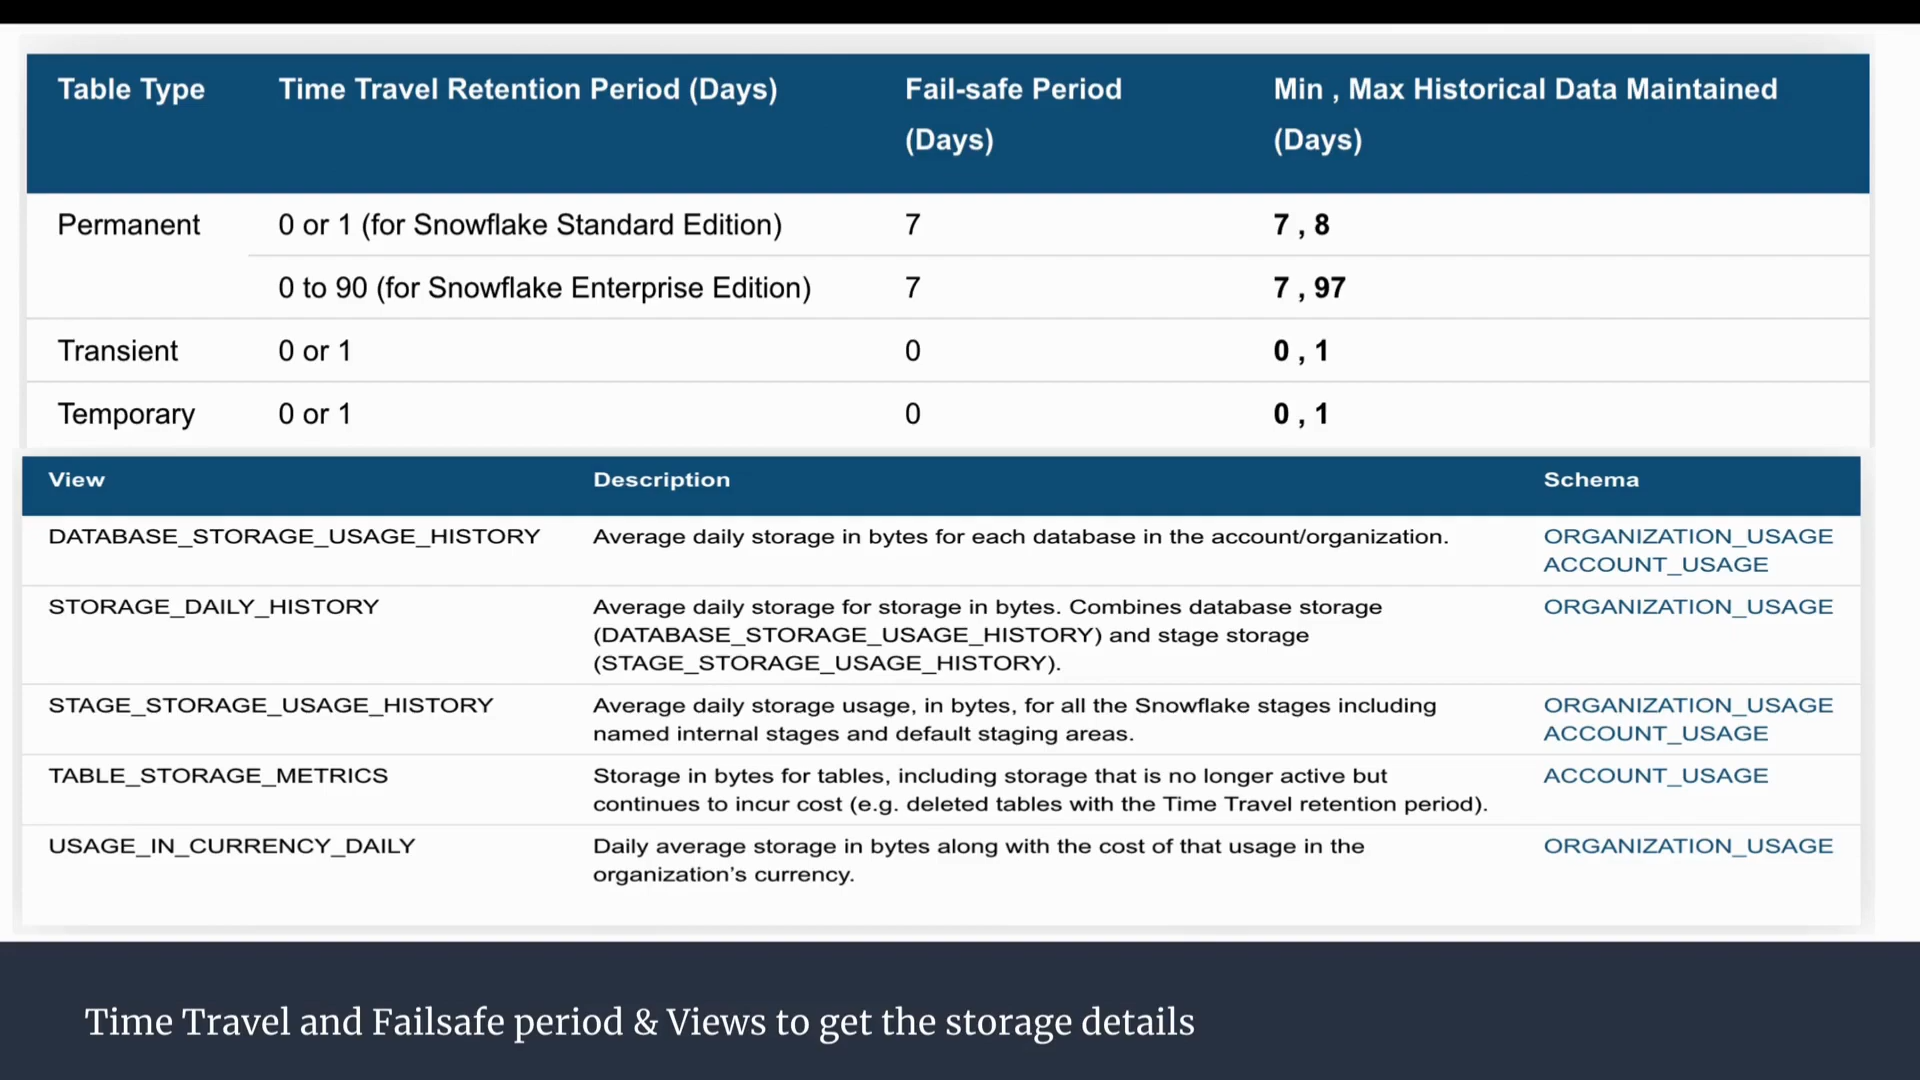 Table Type Time Travel Retention Period (Days) Fail-safe Period (Days) Min , Max Historical Data Maintained (Days)
Permanent 0 or 1 (for Snowflake Standard Edition) 7 7 , 8
0 to 90 (for Snowflake Enterprise Edition) 7 7 , 97
Transient 0 or 1 0 0 , 1
Temporary 0 or 1 0 0 , 1
View Description Schema
DATABASE_STORAGE_USAGE_HISTORY Average daily storage in bytes for each database in the account/organization. ORGANIZATION_USAGE
ACCOUNT_USAGE
STORAGE_DAILY_HISTORY Average daily storage for storage in bytes. Combines database storage ORGANIZATION_USAGE
(DATABASE_STORAGE_USAGE_HISTORY) and stage storage
(STAGE_STORAGE_USAGE_HISTORY).
STAGE_STORAGE_USAGE_HISTORY Average daily storage usage, in bytes, for all the Snowflake stages including ORGANIZATION_USAGE
named internal stages and default staging areas. ACCOUNT_USAGE
TABLE_STORAGE_METRICS Storage in bytes for tables, including storage that is no longer active but ACCOUNT_USAGE
continues to incur cost (e.g. deleted tables with the Time Travel retention period).
USAGE_IN_CURRENCY_DAILY Daily average storage in bytes along with the cost of that usage in the ORGANIZATION_USAGE
organization's currency.
Time Travel and Failsafe period & Views to get the storage details